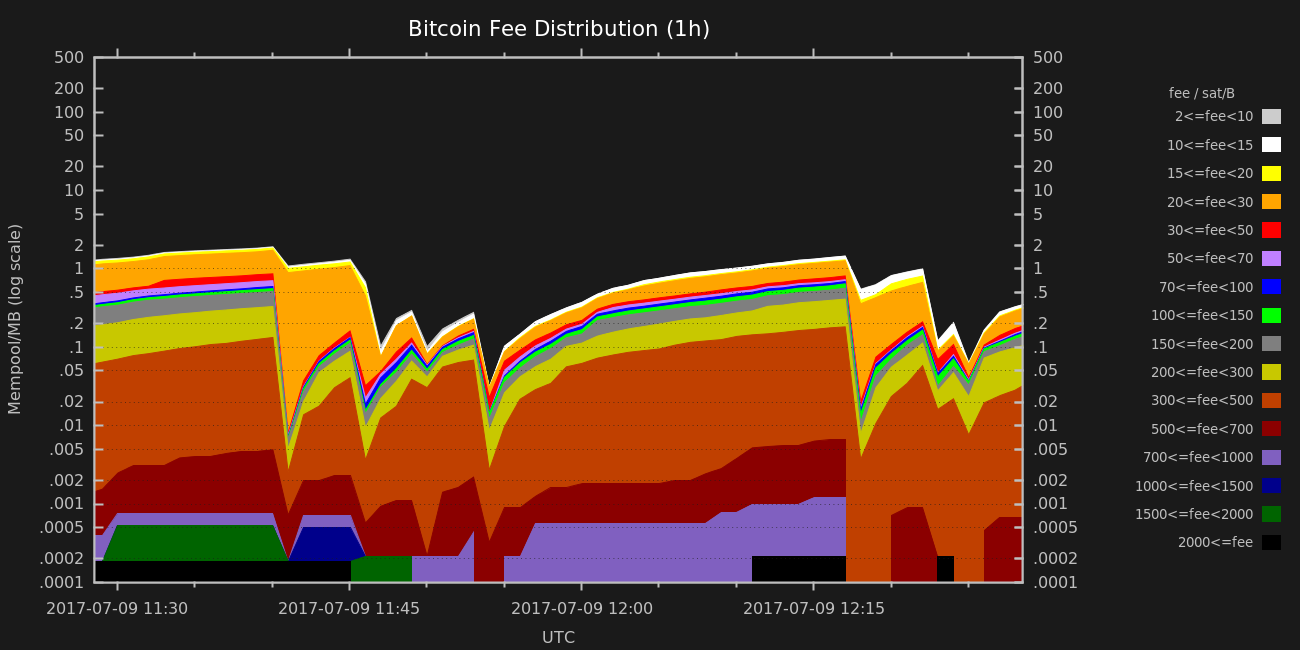 Bitcoin Fee Distribution (1h)
500
200
100
50
20
10
5
2
1
.5
.2
.1
.05
.02
.01
.005
.002
.001
.0005
.0002
.0001
Mempool/MB (log scale)
500
200
100
50
20
10
5
2
1
.5
.2
.1
.05
.02
.01
.005
.002
.001
.0005
.0002
.0001
2017-07-09 11:30
2017-07-09 11:45
2017-07-09 12:00
2017-07-09 12:15
UTC
fee / sat/B
2<=fee<10
10<=fee<15
15<=fee<20
20<=fee<30
30<=fee<50
50<=fee<70
70<=fee<100
100<=fee<150
150<=fee<200
200<=fee<300
300<=fee<500
500<=fee<700
700<=fee<1000
1000<=fee<1500
1500<=fee<2000
2000<=fee